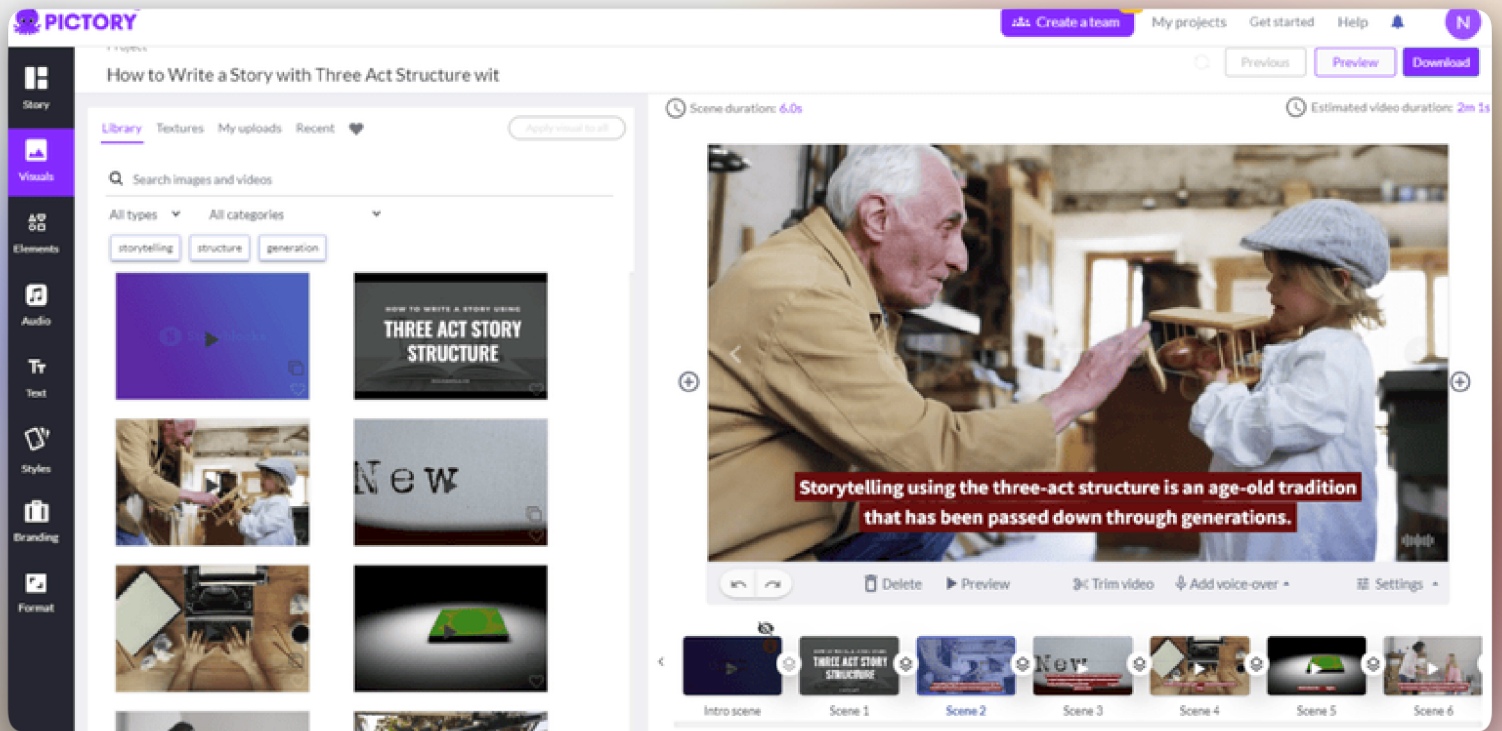 PICTORY
Create a team
My projects
Get started
Help
N
Project
How to Write a Story with Three Act Structure wit
Previous
Preview
Download
Story
Visuals
Elements
Audio
Text
Styles
Branding
Format
Library
Textures
My uploads
Recent
Apply visual to all
Search images and videos
All types
All categories
storytelling
structure
generation
HOW TO WRITE A STORY USING
THREE ACT STORY
STRUCTURE
New
Scene duration: 6.0s
Estimated video duration: 2m 1s
Storytelling using the three-act structure is an age-old tradition
that has been passed down through generations.
Delete
Preview
Trim video
Add voice-over
Settings
THREE ACT STORY
STRUCTURE
New
Intro scene
Scene 1
Scene 2
Scene 3
Scene 4
Scene 5
Scene 6